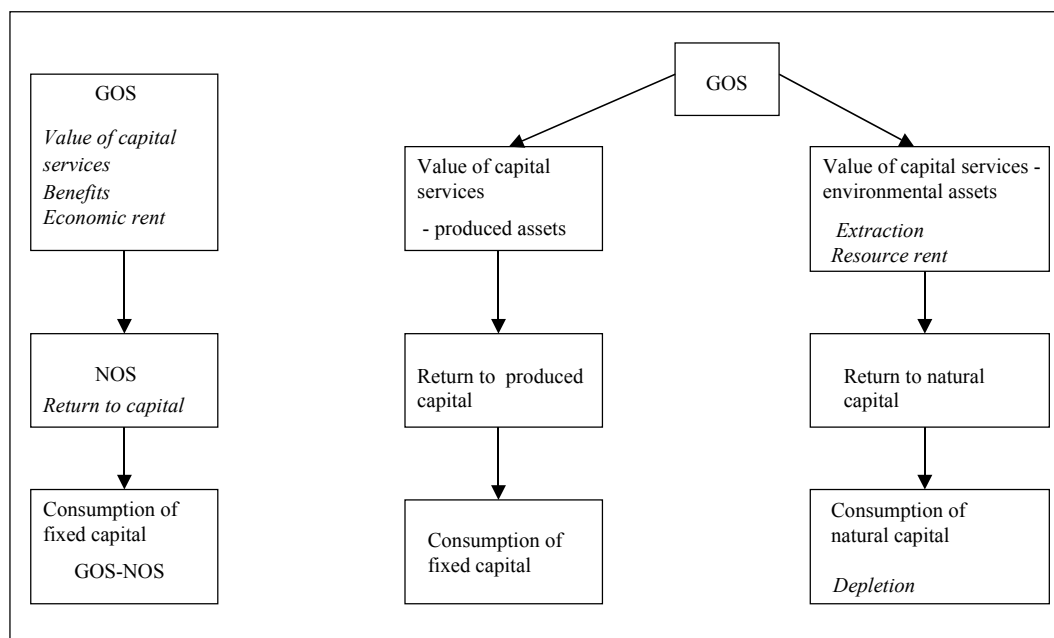 GOS
Value of capital
services
Benefits
Economic rent
NOS
Return to capital
Consumption of
fixed capital
GOS-NOS
GOS
Value of capital
services
- produced assets
Return to produced
capital
Consumption of
fixed capital
Value of capital services -
environmental assets
Extraction
Resource rent
Return to natural
capital
Consumption of
natural capital
Depletion